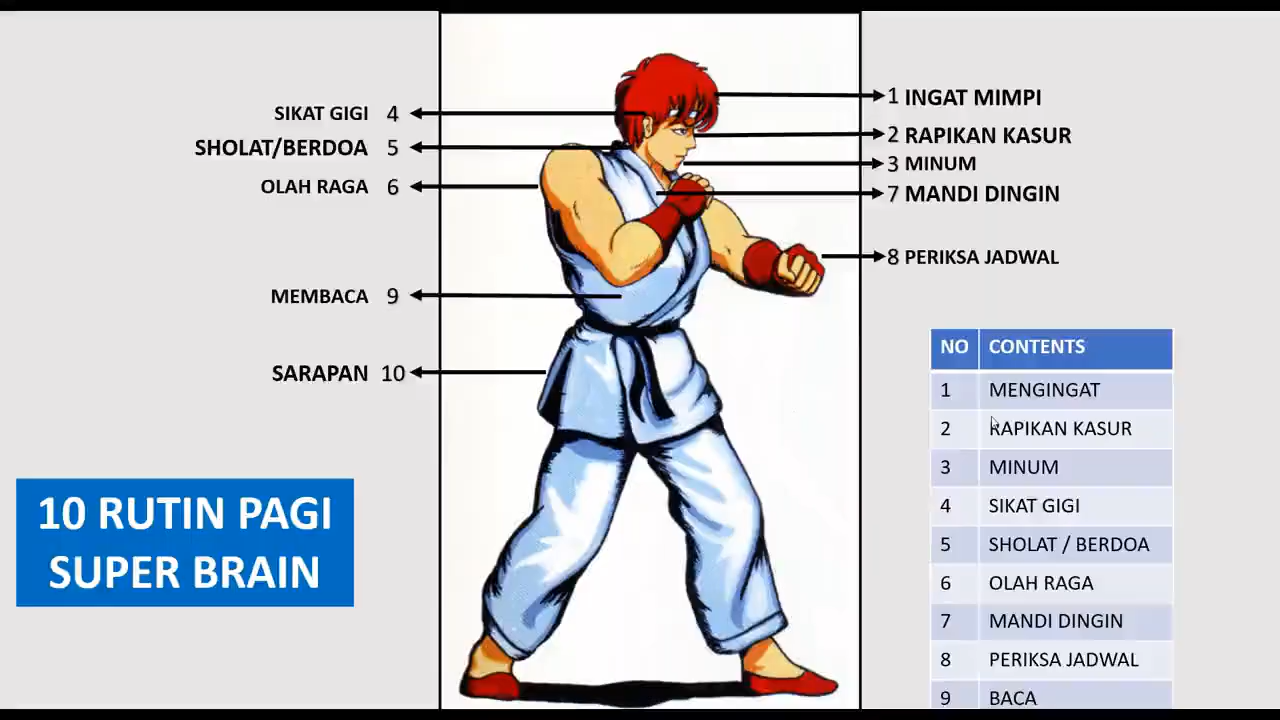 SIKAT GIGI 4
SHOLAT/BERDOA 5
OLAH RAGA 6
MEMBACA 9
SARAPAN 10
1 INGAT MIMPI
2 RAPIKAN KASUR
3 MINUM
7 MANDI DINGIN
8 PERIKSA JADWAL
10 RUTIN PAGI
SUPER BRAIN
NO CONTENTS
1 MENGINGAT
2 RAPIKAN KASUR
3 MINUM
4 SIKAT GIGI
5 SHOLAT / BERDOA
6 OLAH RAGA
7 MANDI DINGIN
8 PERIKSA JADWAL
9 BACA